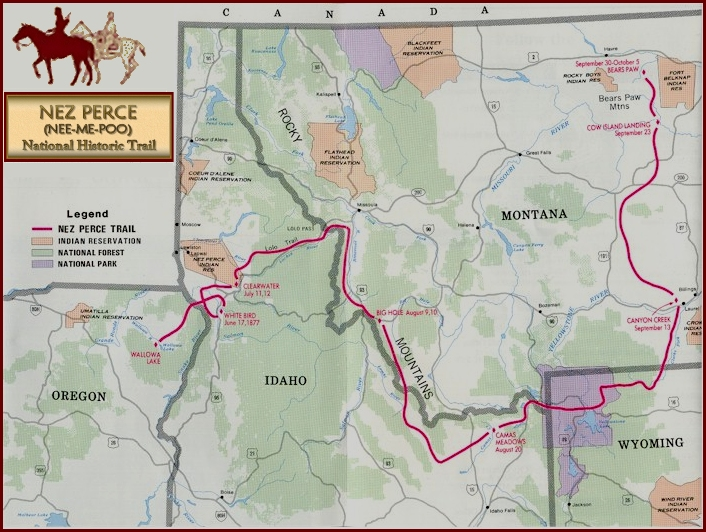 C A N A D A
NEZ PERCE
(NEE-ME-POO)
National Historic Trail
Legend
NEZ PERCE TRAIL
INDIAN RESERVATION
NATIONAL FOREST
NATIONAL PARK
BLACKFEET
INDIAN
RESERVATION
Havre
September 30-October 5
BEARS PAW
ROCKY BOYS
INDIAN
RES
FORT
BELKNAP
INDIAN
RES
Bears Paw
Mtns
COW ISLAND LANDING
September 23
Kalispell
ROCKY
FLATHEAD
INDIAN
RESERVATION
Coeur d'Alene
COEUR D'ALENE
INDIAN RESERVATION
Great Falls
MISSOURI
RIVER
Missoula
MONTANA
Helena
Moscow
LOLO PASS
Lolo Trail
Lewiston
Lapwai
NEZ PERCE
INDIAN
RES
CLEARWATER
July 11,12
WHITE BIRD
June 17,1877
BIG HOLE August 9,10
MOUNTAINS
Bozeman
YELLOWSTONE
RIVER
Billings
Laurel
CANYON CREEK
September 13
UMATILLA
INDIAN RESERVATION
WALLOWA
LAKE
OREGON
IDAHO
CAMAS
MEADOWS
August 20
WYOMING
Boise
Idaho Falls
Jackson
WIND RIVER
INDIAN
RESERVATION